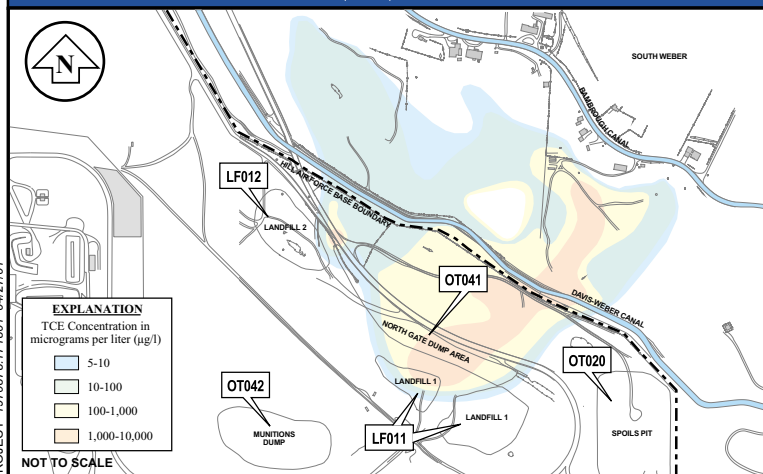 N
SOUTH WEBER
BAMBROUGH CANAL
HILL AIR FORCE BASE BOUNDARY
LF012
LANDFILL 2
OT041
DAVIS-WEBER CANAL
NORTH GATE DUMP AREA
OT020
LANDFILL 1
OT042
LANDFILL 1
LF011
MUNITIONS
DUMP
SPOILS PIT
EXPLANATION
TCE Concentration in
micrograms per liter (µg/l)
5-10
10-100
100-1,000
1,000-10,000
NOT TO SCALE